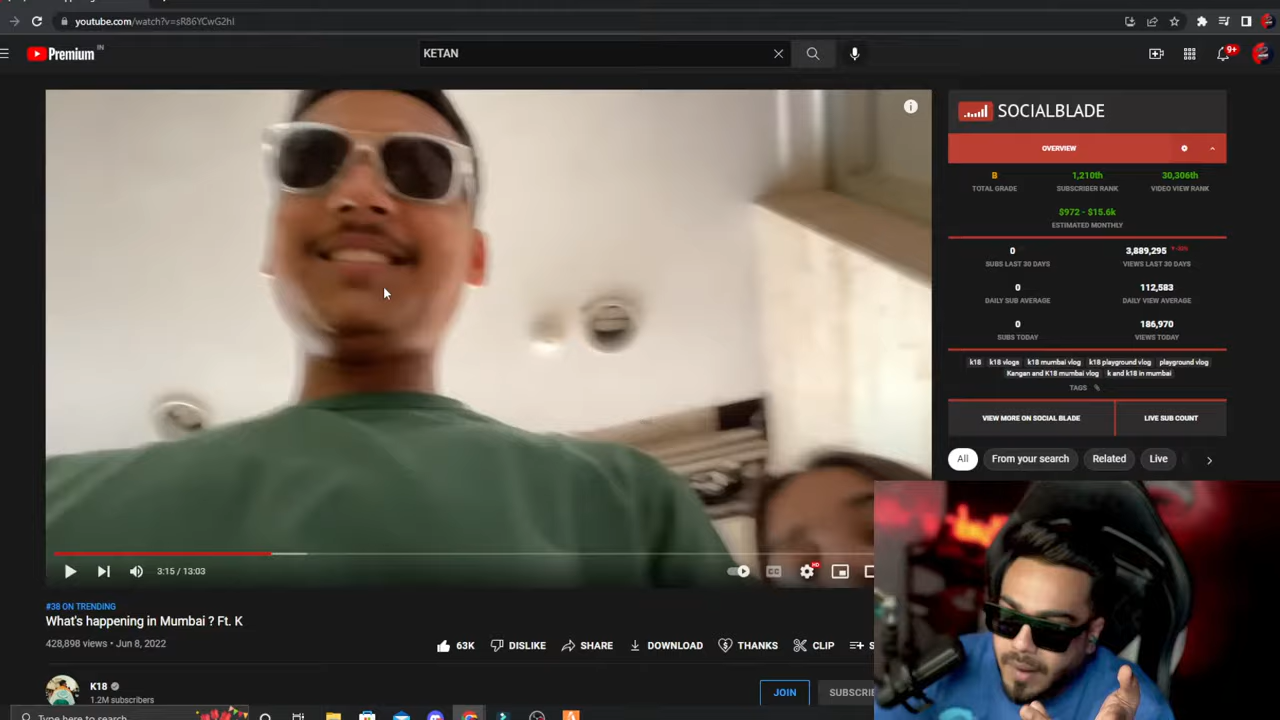 youtube.com/watch?v=sR86YCwG2hI
Premium IN
KETAN
9+
SOCIALBLADE
OVERVIEW
B 1,210th 30,306th
TOTAL GRADE SUBSCRIBER RANK VIDEO VIEW RANK
$972 - $15.6k
ESTIMATED MONTHLY
0 3,889,295
SUBS LAST 30 DAYS VIEWS LAST 30 DAYS
0 112,583
DAILY SUB AVERAGE DAILY VIEW AVERAGE
0 186,970
SUBS TODAY VIEWS TODAY
k18 k18 vlogs k18 mumbai vlog k18 playground vlog playground vlog
Kangan and K18 mumbai vlog k and k18 in mumbai
TAGS
VIEW MORE ON SOCIAL BLADE LIVE SUB COUNT
All From your search Related Live
3:15 / 13:03
CC HD
#38 ON TRENDING
What's happening in Mumbai ? Ft. K
428,898 views • Jun 8, 2022
63K DISLIKE SHARE DOWNLOAD THANKS CLIP S
K18
1.2M subscribers
JOIN SUBSCRIBE
Type here to search